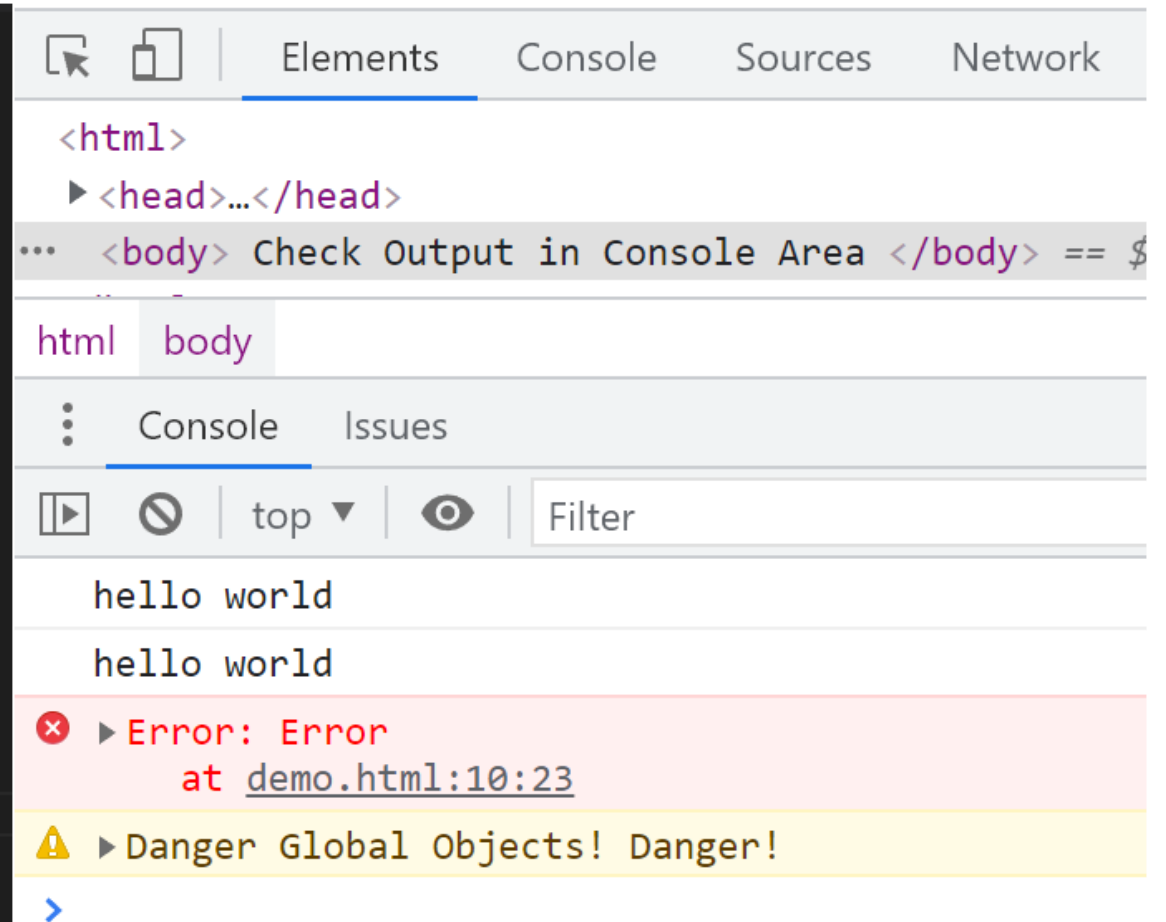 Elements Console Sources Network
<html>
<head>…</head>
<body> Check Output in Console Area </body> == $
html body
Console Issues
top Filter
hello world
hello world
Error: Error
at demo.html:10:23
Danger Global Objects! Danger!